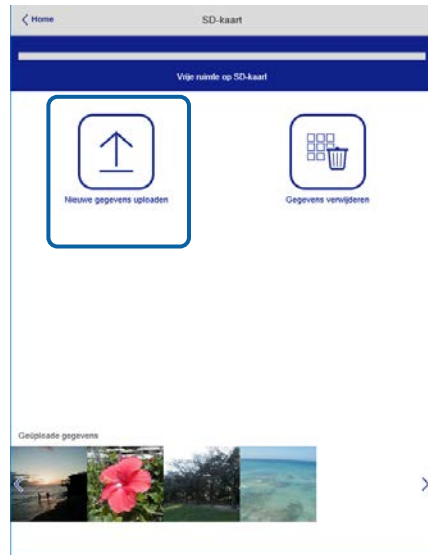 Home
SD-kaart
Vrije ruimte op SD-kaart
Nieuwe gegevens uploaden
Gegevens verwijderen
Geüploade gegevens